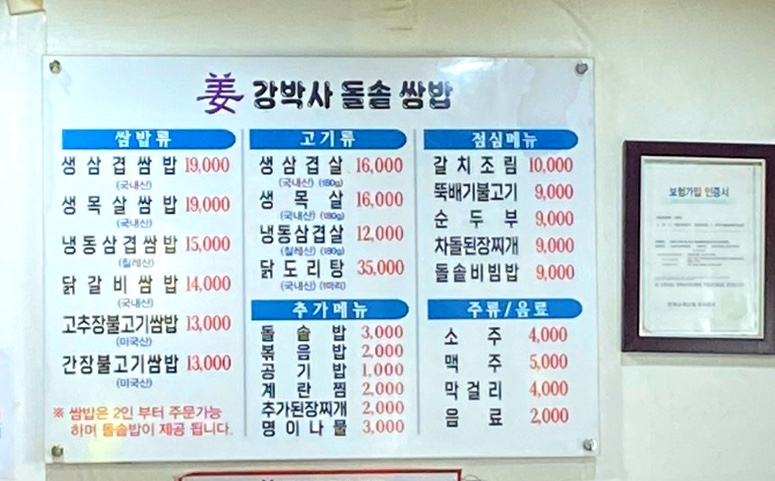 姜 강박사 돌솥 쌈밥
쌈밥류
생삼겹쌈밥 19,000
(국내산)
생목살쌈밥 19,000
(국내산)
냉동삼겹쌈밥 15,000
(칠레산)
닭갈비쌈밥 14,000
(국내산)
고추장불고기쌈밥 13,000
(미국산)
간장불고기쌈밥 13,000
(미국산)
※ 쌈밥은 2인 부터 주문가능
하며 돌솥밥이 제공 됩니다.
고기류
생삼겹살 16,000
(국내산) (180g)
생목살 16,000
(국내산) (180g)
냉동삼겹살 12,000
(칠레산) (180g)
닭도리탕 35,000
(국내산) (1마리)
추가메뉴
돌솥밥 3,000
볶음밥 2,000
공기밥 1,000
계란찜 2,000
추가된장찌개 2,000
명이나물 3,000
점심메뉴
갈치조림 10,000
뚝배기불고기 9,000
순두부 9,000
차돌된장찌개 9,000
돌솥비빔밥 9,000
주류/음료
소주 4,000
맥주 5,000
막걸리 4,000
음료 2,000
보험가입 인증서